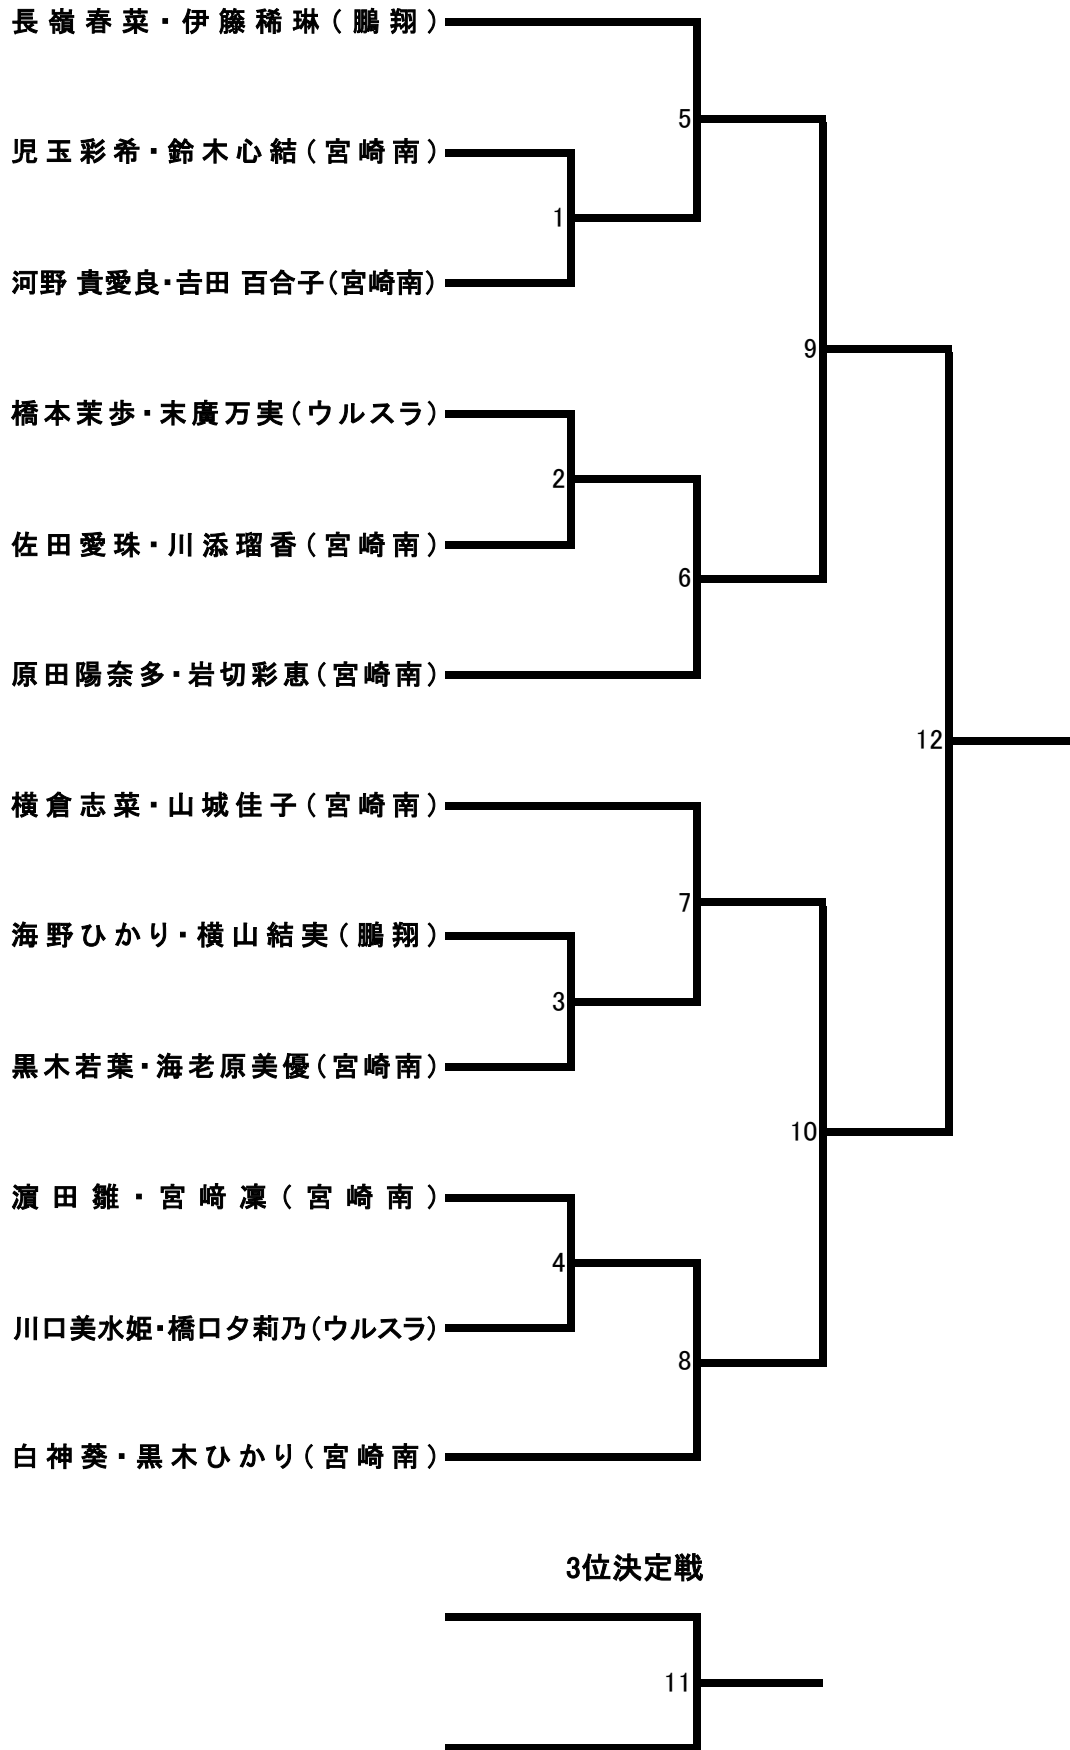 長嶺春菜・伊籐稀琳(鵬翔)
5
児玉彩希・鈴木心結(宮崎南)
1
河野 貴愛良・𠮷田 百合子(宮崎南)
9
橋本茉歩・末廣万実(ウルスラ)
2
佐田愛珠・川添瑠香(宮崎南)
6
原田陽奈多・岩切彩恵(宮崎南)
12
横倉志菜・山城佳子(宮崎南)
7
海野ひかり・横山結実(鵬翔)
3
黒木若葉・海老原美優(宮崎南)
10
濵田雛・宮﨑凜(宮崎南)
4
川口美水姫・橋口夕莉乃(ウルスラ)
8
白神葵・黒木ひかり(宮崎南)
3位決定戦
11